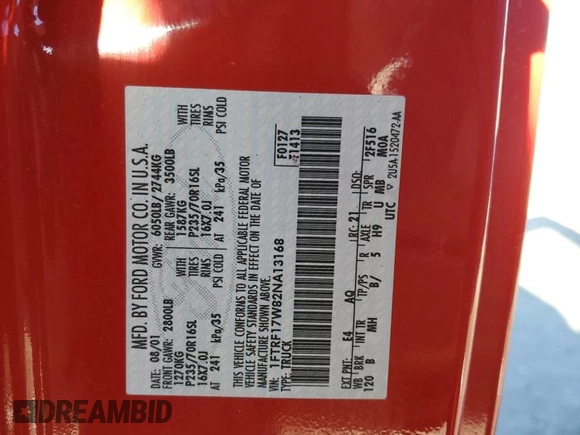 MFD. BY FORD MOTOR CO. IN U.S.A.
DATE: 08/01 GVWR: 6050LB/ 2744KG
FRONT GAWR: 2800LB REAR GAWR: 3500LB
1270KG WITH 1587KG WITH
P235/70R16SL TIRES P235/70R16SL TIRES
16X7.0J RIMS 16X7.0J RIMS
AT 241 kPa/35 PSI COLD AT 241 kPa/35 PSI COLD
THIS VEHICLE CONFORMS TO ALL APPLICABLE FEDERAL MOTOR
VEHICLE SAFETY STANDARDS IN EFFECT ON THE DATE OF
MANUFACTURE SHOWN ABOVE.
VIN: 1FTRF17W82NA13168
TYPE: TRUCK
F0127
T1413
EXT PNT: E4 AQ RC: 21 DSO: 2F516
WB BRK INT TR TP/PS R AXLE TR SPR MOA
120 B MH B/ 5 H9 U MB
UTC 2U5A-1520472-AA
DREAMBID